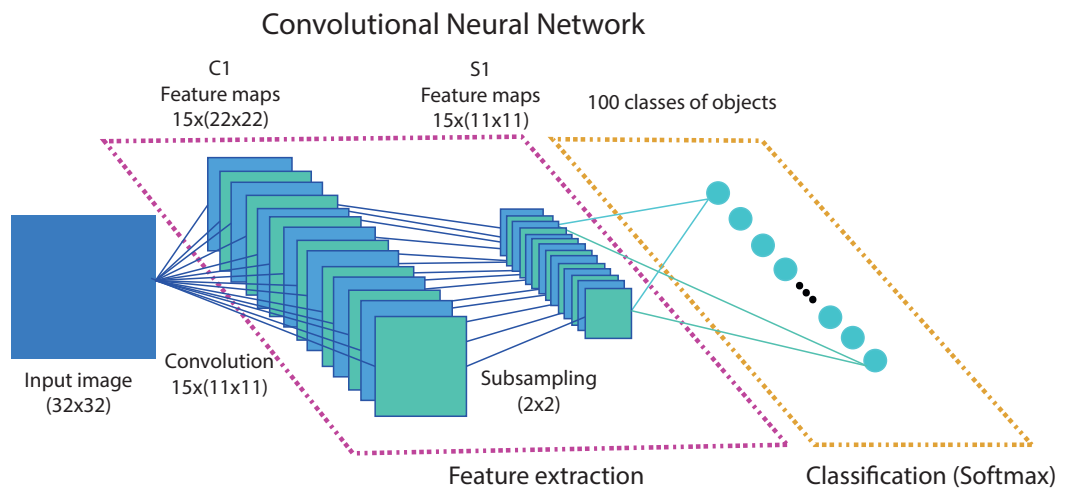 Convolutional Neural Network
C1
Feature maps
15x(22x22)
S1
Feature maps
15x(11x11)
100 classes of objects
Input image
(32x32)
Convolution
15x(11x11)
Subsampling
(2x2)
Feature extraction
Classification (Softmax)